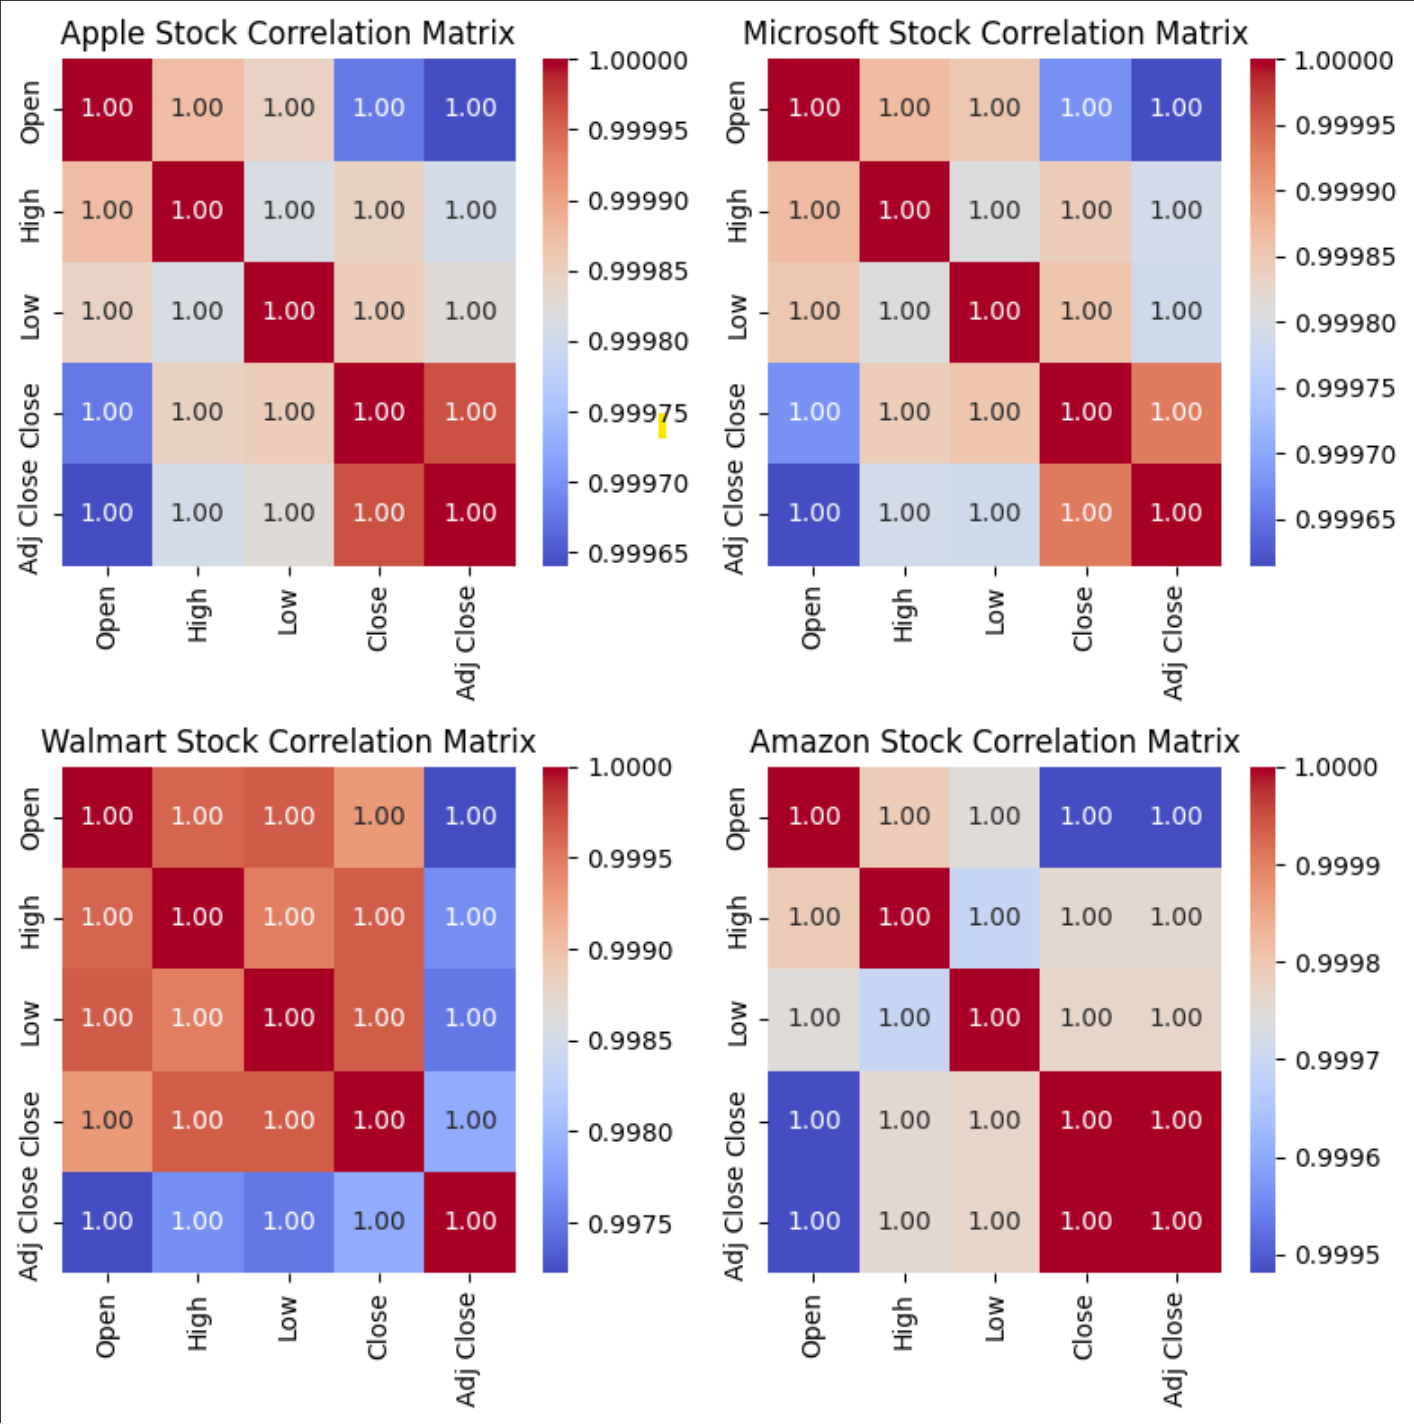 Apple Stock Correlation Matrix
Open 1.00 1.00 1.00 1.00 1.00
High 1.00 1.00 1.00 1.00 1.00
Low 1.00 1.00 1.00 1.00 1.00
Close 1.00 1.00 1.00 1.00 1.00
Adj Close 1.00 1.00 1.00 1.00 1.00
Open High Low Close Adj Close
1.00000
0.99995
0.99990
0.99985
0.99980
0.99975
0.99970
0.99965
Microsoft Stock Correlation Matrix
Open 1.00 1.00 1.00 1.00 1.00
High 1.00 1.00 1.00 1.00 1.00
Low 1.00 1.00 1.00 1.00 1.00
Close 1.00 1.00 1.00 1.00 1.00
Adj Close 1.00 1.00 1.00 1.00 1.00
Open High Low Close Adj Close
1.00000
0.99995
0.99990
0.99985
0.99980
0.99975
0.99970
0.99965
Walmart Stock Correlation Matrix
Open 1.00 1.00 1.00 1.00 1.00
High 1.00 1.00 1.00 1.00 1.00
Low 1.00 1.00 1.00 1.00 1.00
Close 1.00 1.00 1.00 1.00 1.00
Adj Close 1.00 1.00 1.00 1.00 1.00
Open High Low Close Adj Close
1.0000
0.9995
0.9990
0.9985
0.9980
0.9975
Amazon Stock Correlation Matrix
Open 1.00 1.00 1.00 1.00 1.00
High 1.00 1.00 1.00 1.00 1.00
Low 1.00 1.00 1.00 1.00 1.00
Close 1.00 1.00 1.00 1.00 1.00
Adj Close 1.00 1.00 1.00 1.00 1.00
Open High Low Close Adj Close
1.0000
0.9999
0.9998
0.9997
0.9996
0.9995